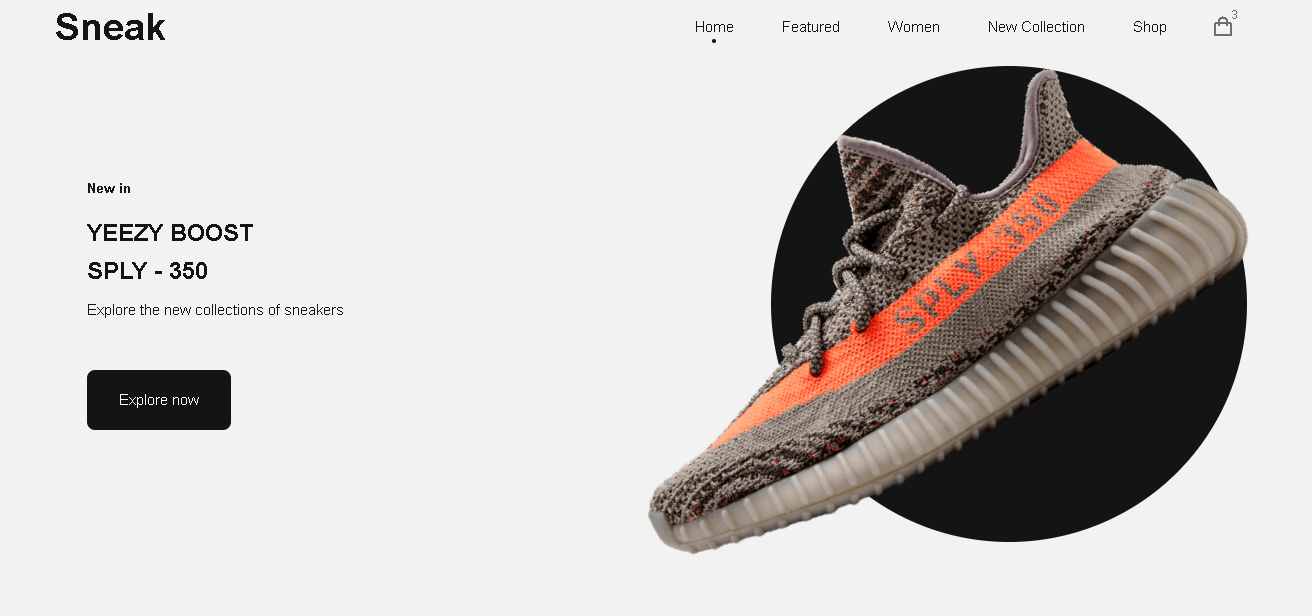 Sneak
Home
Featured
Women
New Collection
Shop
3
New in
YEEZY BOOST
SPLY - 350
Explore the new collections of sneakers
Explore now
SPLY-350